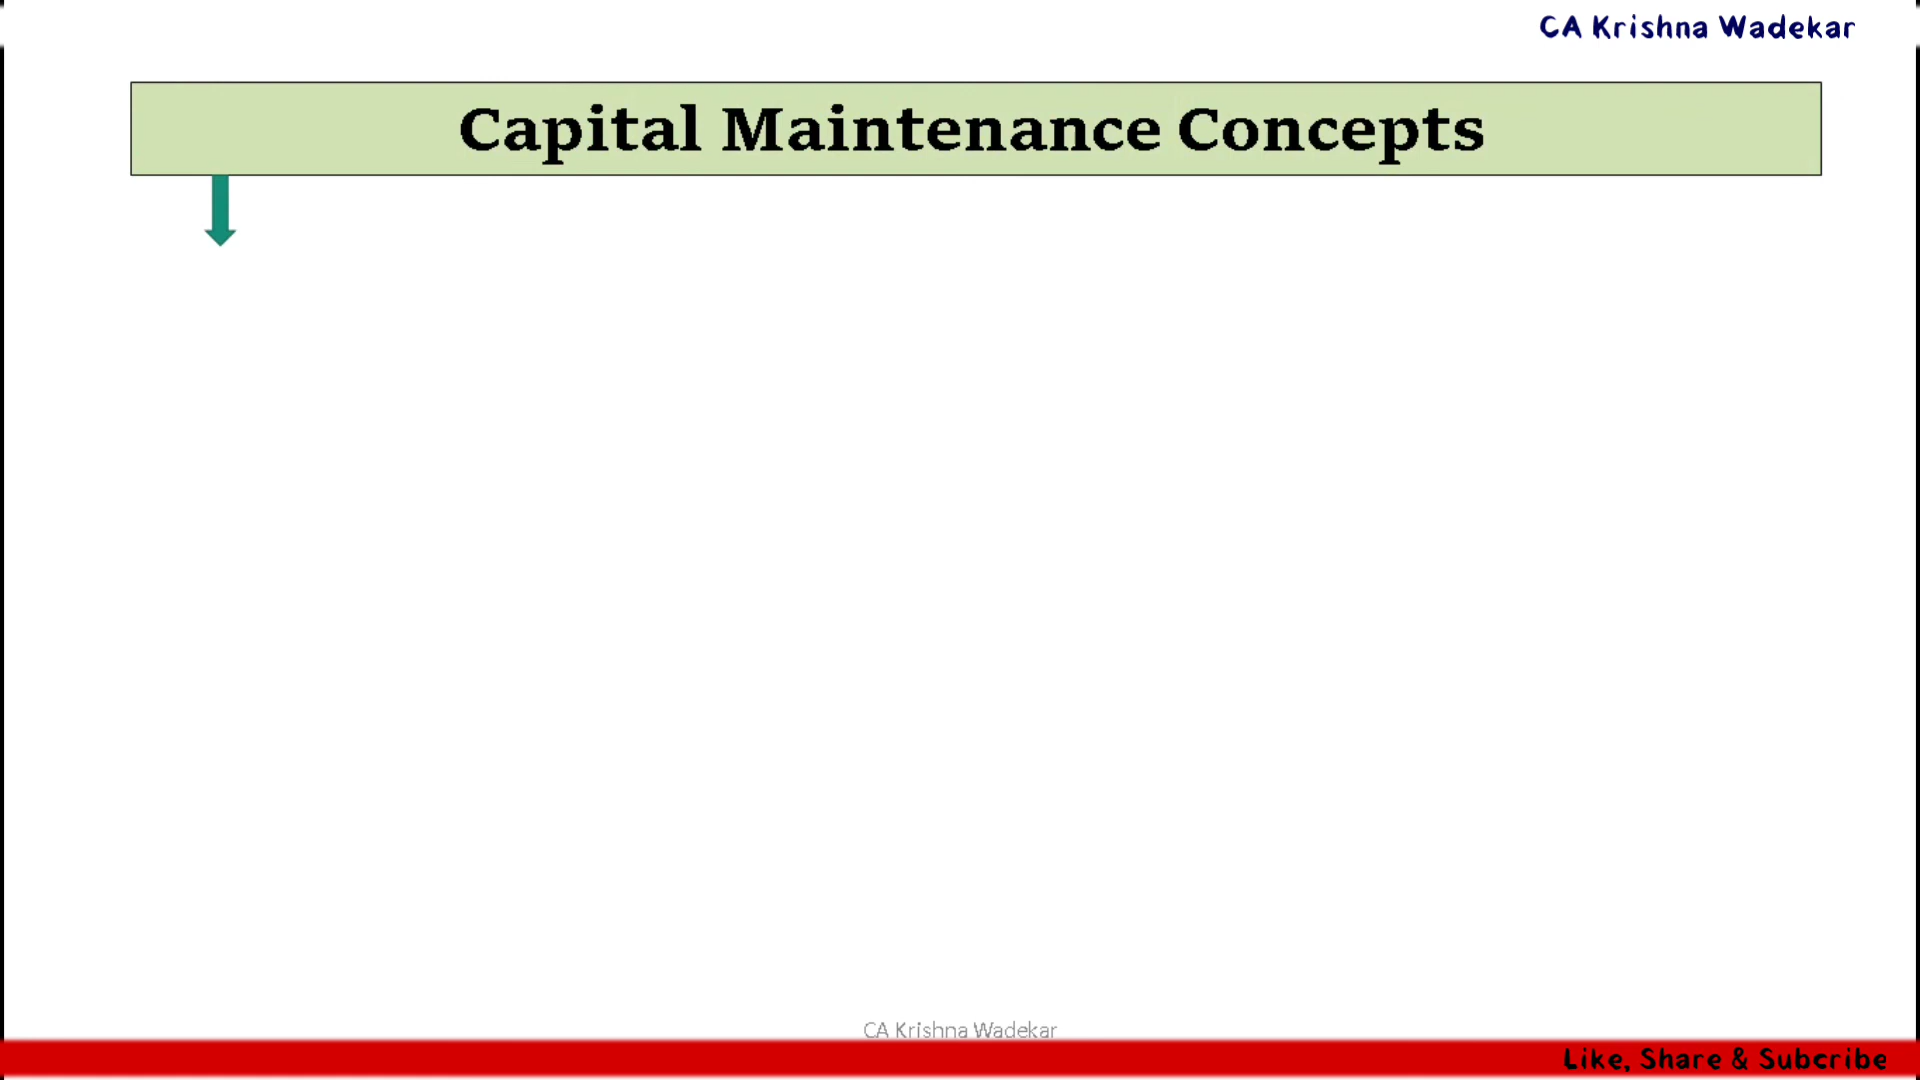 CA Krishna Wadekar
Capital Maintenance Concepts
CA Krishna Wadekar
Like, Share & Subcribe